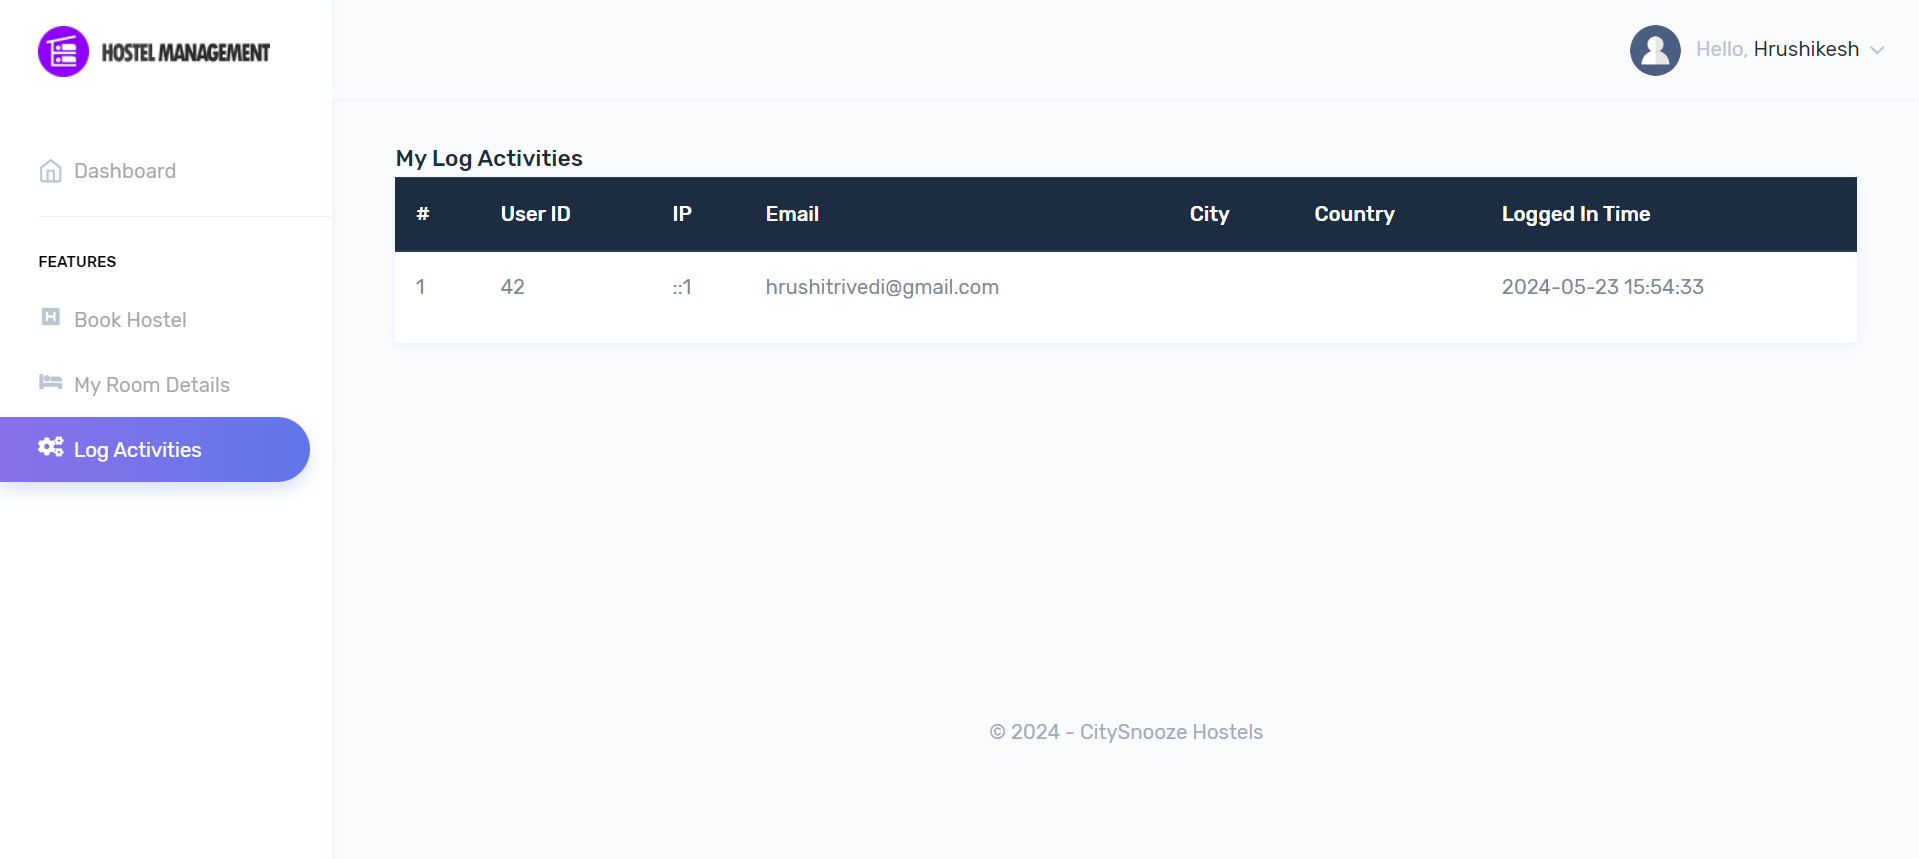 HOSTEL MANAGEMENT
Hello, Hrushikesh
Dashboard
FEATURES
Book Hostel
My Room Details
Log Activities
My Log Activities
# User ID IP Email City Country Logged In Time
1 42 ::1 hrushitrivedi@gmail.com 2024-05-23 15:54:33
© 2024 - CitySnooze Hostels